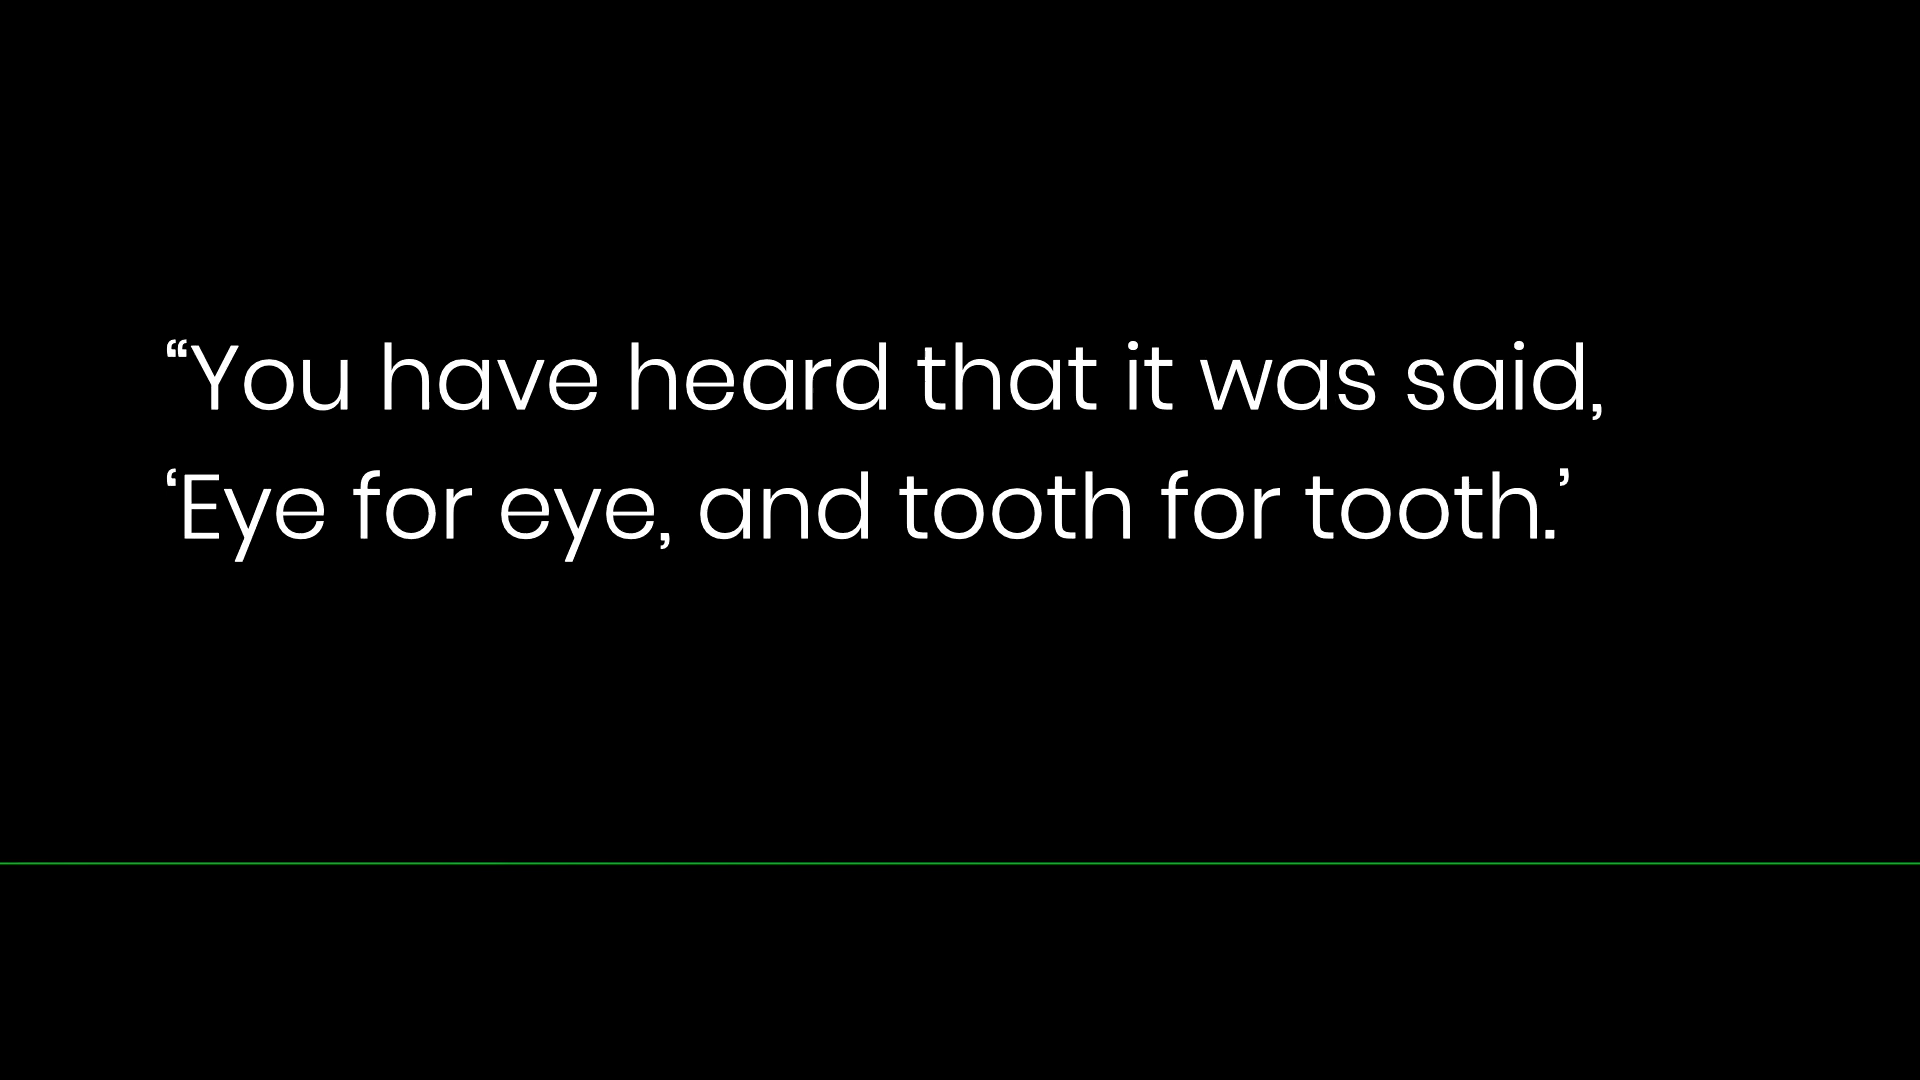 “You have heard that it was said,
‘Eye for eye, and tooth for tooth.’